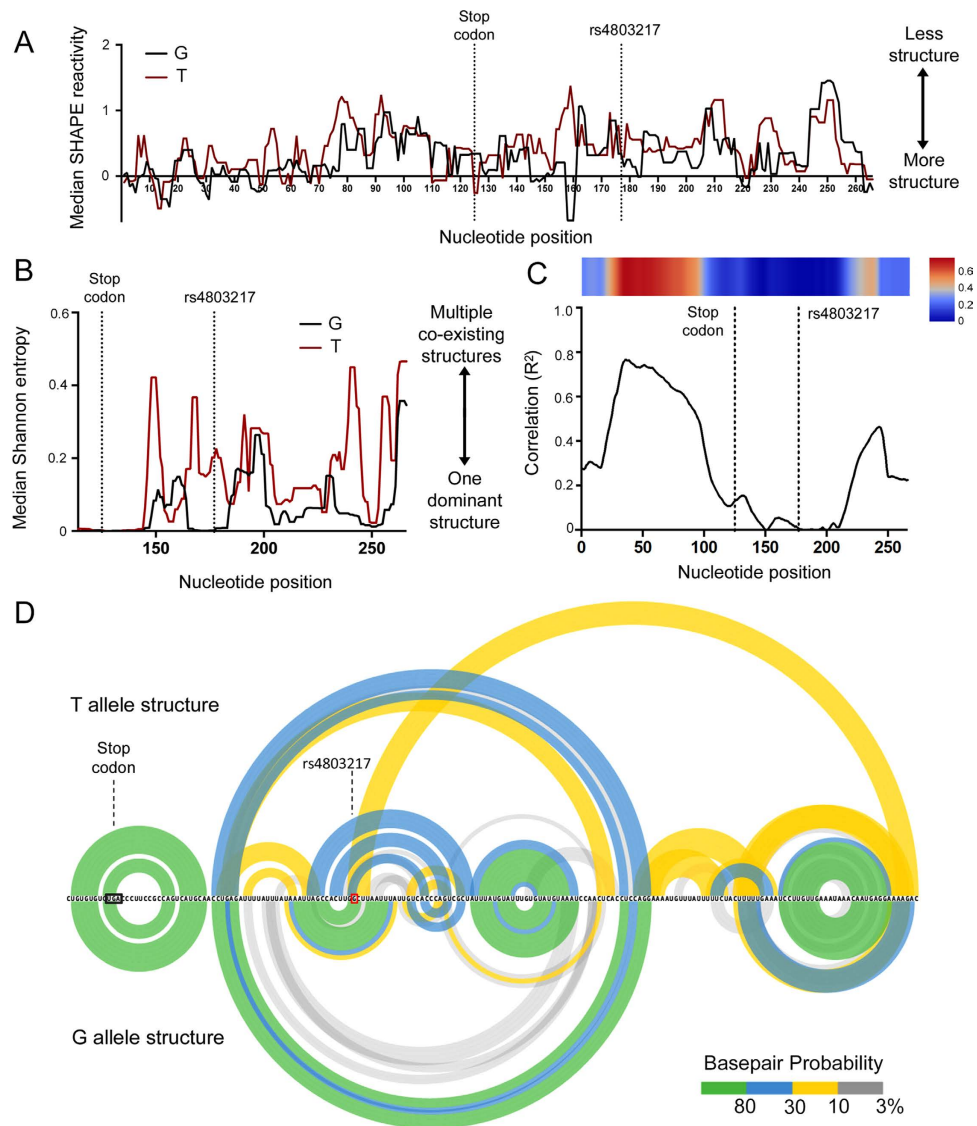 A
Stop
codon
rs4803217
Less
structure
2
1
0
G
T
Median SHAPE reactivity
More
structure
10 20 30 40 50 60 70 80 90 100 110 120 130 140 150 160 170 180 190 200 210 220 230 240 250 260
Nucleotide position
B
Stop
codon
rs4803217
0.6
0.4
0.2
0
G
T
Median Shannon entropy
Multiple
co-existing
structures
One
dominant
structure
150 200 250
Nucleotide position
C
0.6
0.4
0.2
0
1.0
0.8
0.6
0.4
0.2
0
Stop
codon
rs4803217
Correlation (R²)
0 50 100 150 200 250
Nucleotide position
D
T allele structure
Stop
codon
rs4803217
G allele structure
Basepair Probability
80 30 10 3%